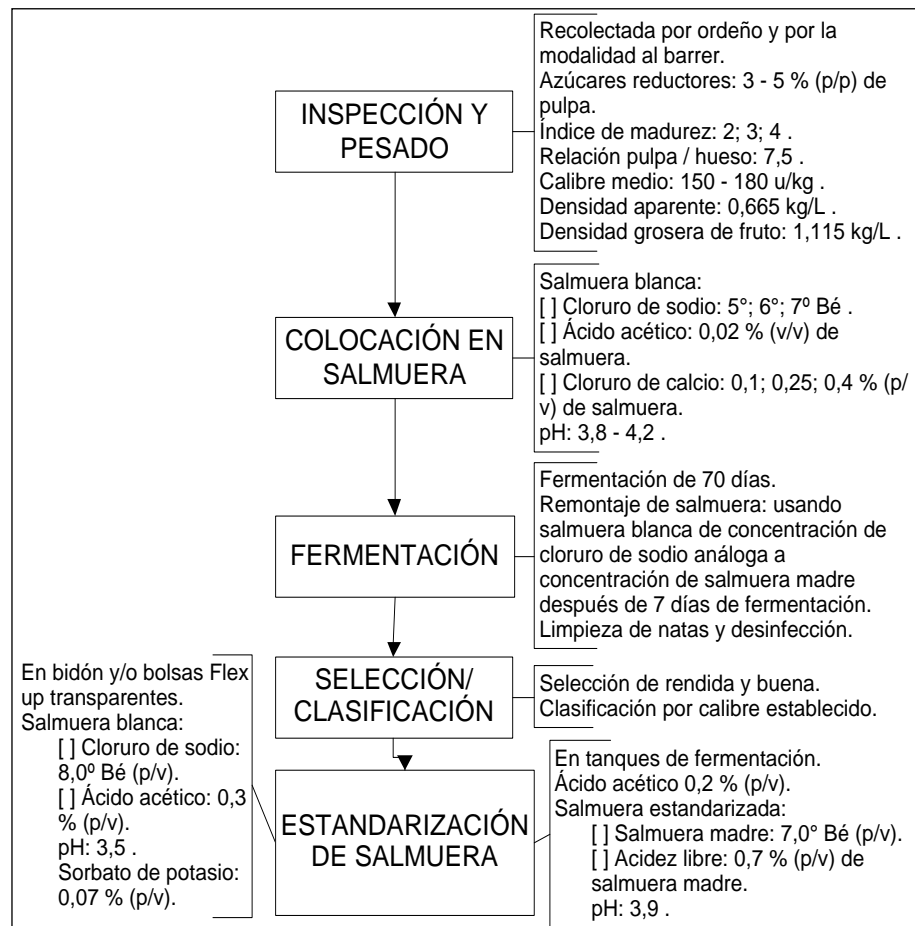 INSPECCIÓN Y
PESADO
Recolectada por ordeño y por la
modalidad al barrer.
Azúcares reductores: 3 - 5 % (p/p) de
pulpa.
Índice de madurez: 2; 3; 4 .
Relación pulpa / hueso: 7,5 .
Calibre medio: 150 - 180 u/kg .
Densidad aparente: 0,665 kg/L .
Densidad grosera de fruto: 1,115 kg/L .
COLOCACIÓN EN
SALMUERA
Salmuera blanca:
[ ] Cloruro de sodio: 5°; 6°; 7º Bé .
[ ] Ácido acético: 0,02 % (v/v) de
salmuera.
[ ] Cloruro de calcio: 0,1; 0,25; 0,4 % (p/
v) de salmuera.
pH: 3,8 - 4,2 .
FERMENTACIÓN
Fermentación de 70 días.
Remontaje de salmuera: usando
salmuera blanca de concentración de
cloruro de sodio análoga a
concentración de salmuera madre
después de 7 días de fermentación.
Limpieza de natas y desinfección.
SELECCIÓN/
CLASIFICACIÓN
Selección de rendida y buena.
Clasificación por calibre establecido.
En bidón y/o bolsas Flex
up transparentes.
Salmuera blanca:
[ ] Cloruro de sodio:
8,0º Bé (p/v).
[ ] Ácido acético: 0,3
% (p/v).
pH: 3,5 .
Sorbato de potasio:
0,07 % (p/v).
ESTANDARIZACIÓN
DE SALMUERA
En tanques de fermentación.
Ácido acético 0,2 % (p/v).
Salmuera estandarizada:
[ ] Salmuera madre: 7,0° Bé (p/v).
[ ] Acidez libre: 0,7 % (p/v) de
salmuera madre.
pH: 3,9 .